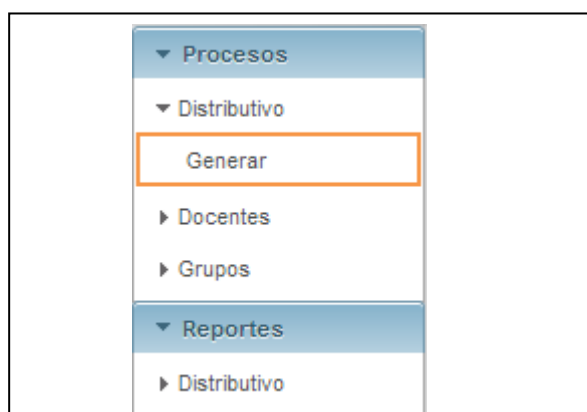 Procesos
Distributivo
Generar
Docentes
Grupos
Reportes
Distributivo